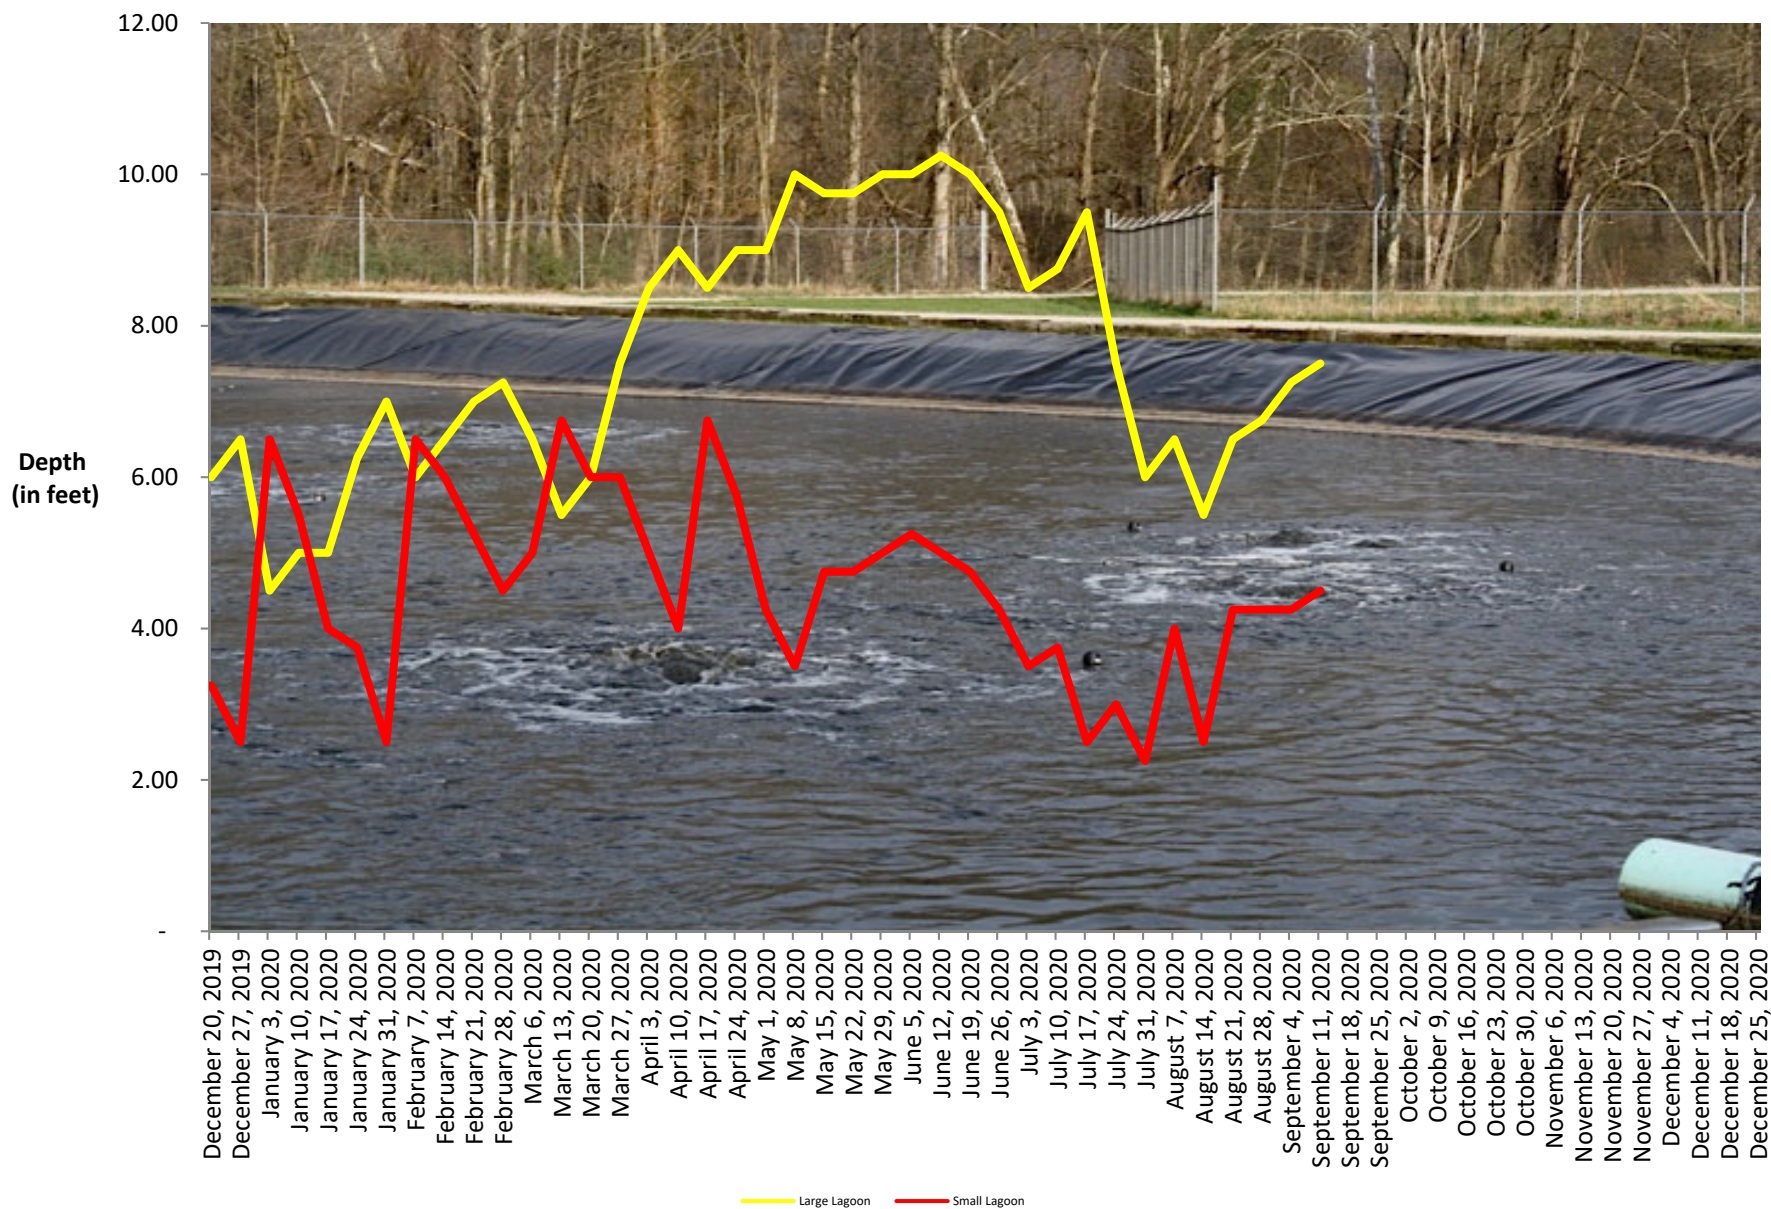 12.00
10.00
8.00
6.00
4.00
2.00
-
Depth
(in feet)
December 20, 2019
December 27, 2019
January 3, 2020
January 10, 2020
January 17, 2020
January 24, 2020
January 31, 2020
February 7, 2020
February 14, 2020
February 21, 2020
February 28, 2020
March 6, 2020
March 13, 2020
March 20, 2020
March 27, 2020
April 3, 2020
April 10, 2020
April 17, 2020
April 24, 2020
May 1, 2020
May 8, 2020
May 15, 2020
May 22, 2020
May 29, 2020
June 5, 2020
June 12, 2020
June 19, 2020
June 26, 2020
July 3, 2020
July 10, 2020
July 17, 2020
July 24, 2020
July 31, 2020
August 7, 2020
August 14, 2020
August 21, 2020
August 28, 2020
September 4, 2020
September 11, 2020
September 18, 2020
September 25, 2020
October 2, 2020
October 9, 2020
October 16, 2020
October 23, 2020
October 30, 2020
November 6, 2020
November 13, 2020
November 20, 2020
November 27, 2020
December 4, 2020
December 11, 2020
December 18, 2020
December 25, 2020
Large Lagoon
Small Lagoon